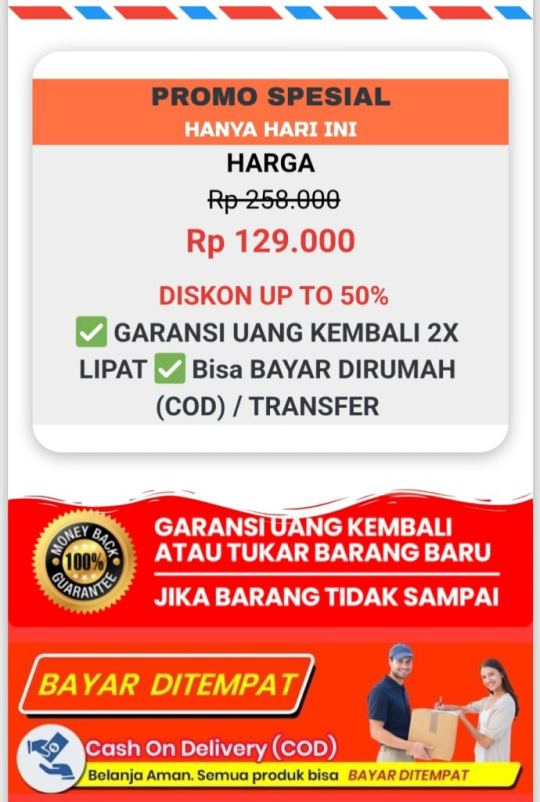 PROMO SPESIAL
HANYA HARI INI
HARGA
Rp 258.000
Rp 129.000
DISKON UP TO 50%
✅ GARANSI UANG KEMBALI 2X
LIPAT ✅ Bisa BAYAR DIRUMAH
(COD) / TRANSFER
MONEY BACK
100%
GUARANTEE
GARANSI UANG KEMBALI
ATAU TUKAR BARANG BARU
JIKA BARANG TIDAK SAMPAI
BAYAR DITEMPAT
Cash On Delivery (COD)
Belanja Aman. Semua produk bisa BAYAR DITEMPAT